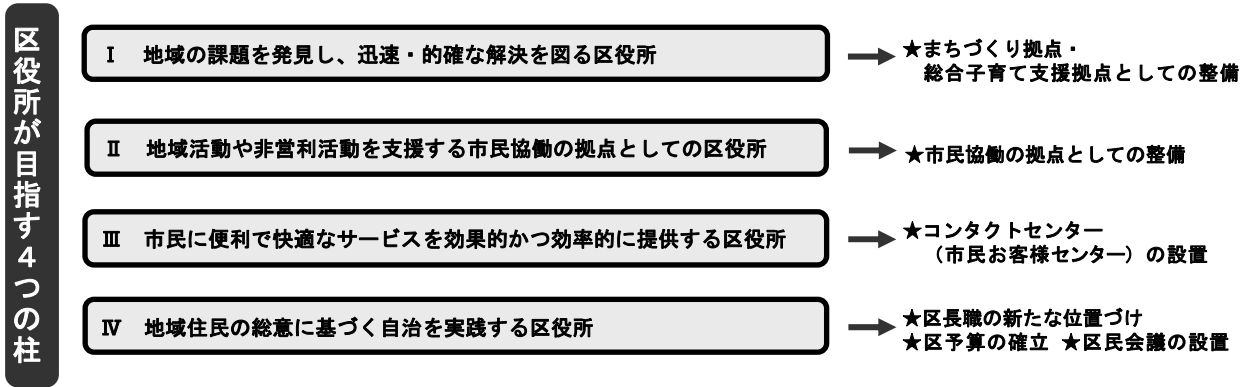 区役所が目指す４つの柱
Ⅰ 地域の課題を発見し、迅速・的確な解決を図る区役所
★まちづくり拠点・
総合子育て支援拠点としての整備
Ⅱ 地域活動や非営利活動を支援する市民協働の拠点としての区役所
★市民協働の拠点としての整備
Ⅲ 市民に便利で快適なサービスを効果的かつ効率的に提供する区役所
★コンタクトセンター
（市民お客様センター）の設置
Ⅳ 地域住民の総意に基づく自治を実践する区役所
★区長職の新たな位置づけ
★区予算の確立 ★区民会議の設置